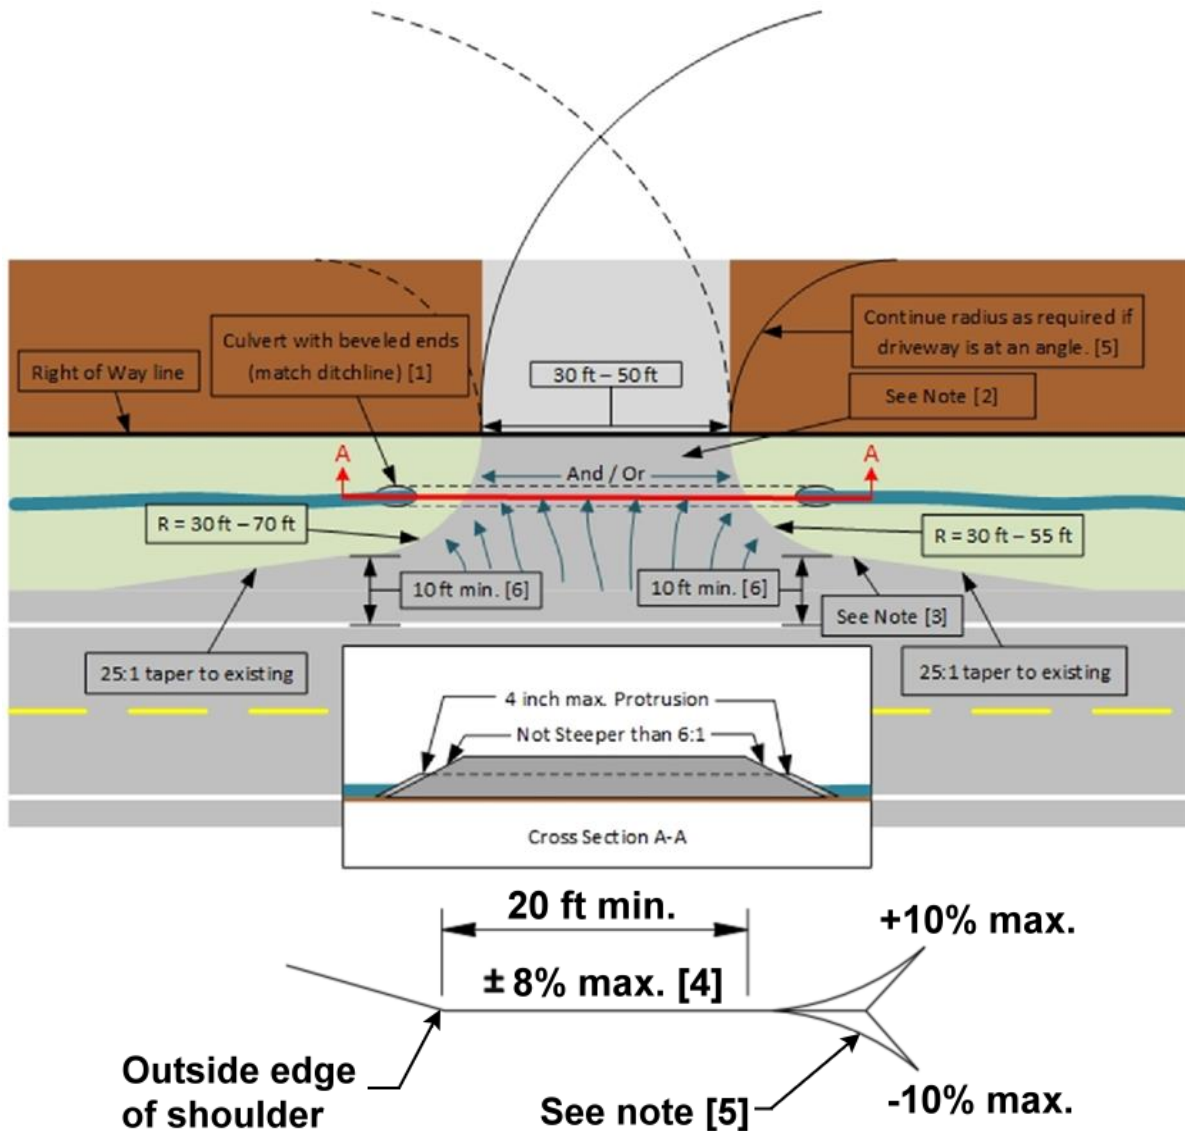 Culvert with beveled ends
(match ditchline) [1]
Continue radius as required if
driveway is at an angle. [5]
Right of Way line
30 ft – 50 ft
See Note [2]
A
A
And / Or
R = 30 ft – 70 ft
R = 30 ft – 55 ft
10 ft min. [6]
10 ft min. [6]
See Note [3]
25:1 taper to existing
25:1 taper to existing
4 inch max. Protrusion
Not Steeper than 6:1
Cross Section A-A
20 ft min.
+10% max.
± 8% max. [4]
Outside edge
of shoulder
See note [5]
-10% max.